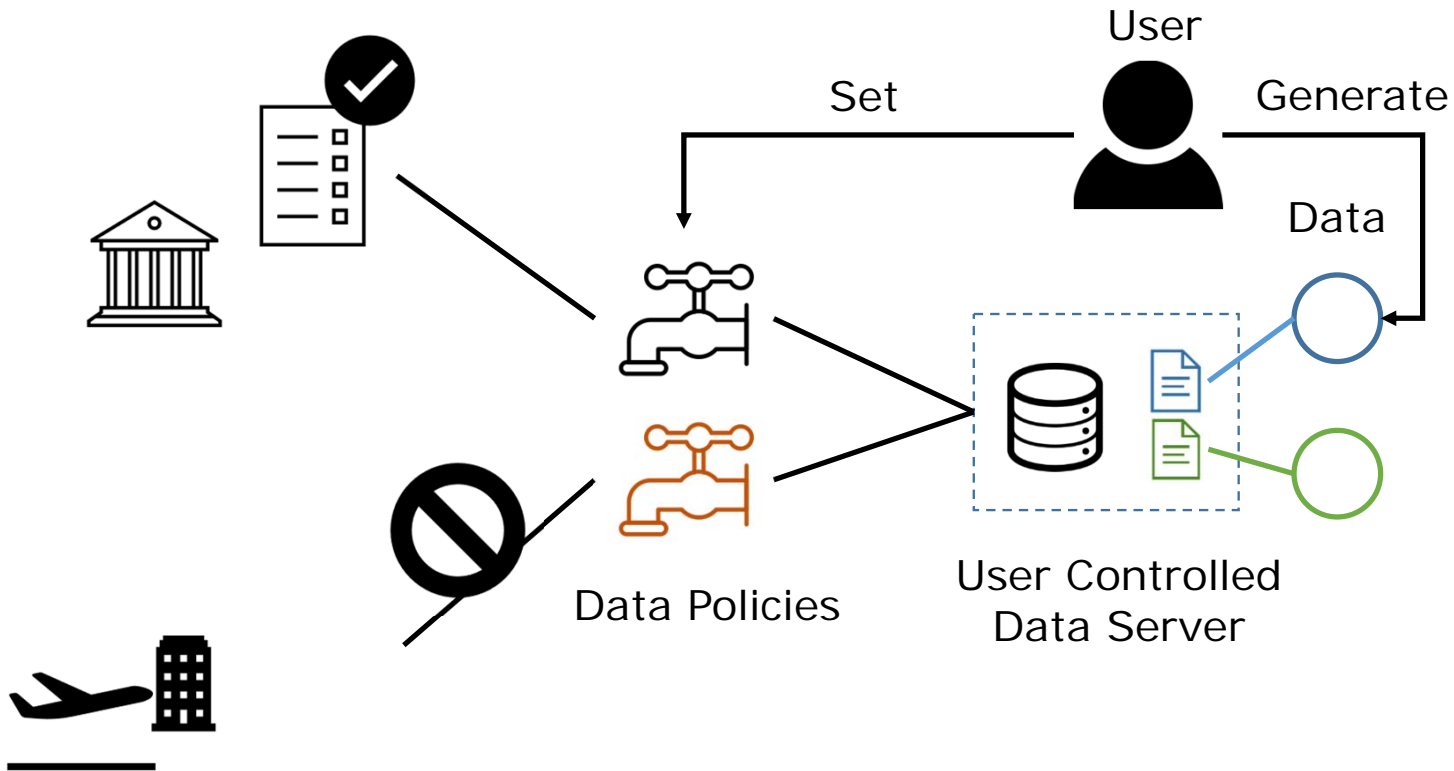 User
Set
Generate
Data
Data Policies
User Controlled
Data Server